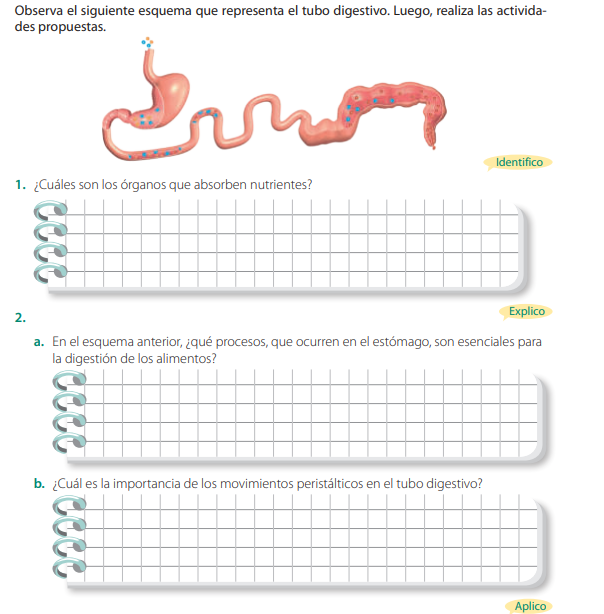 Observa el siguiente esquema que representa el tubo digestivo. Luego, realiza las activida-
des propuestas.
Identifico
1. ¿Cuáles son los órganos que absorben nutrientes?
Explico
2.
a. En el esquema anterior, ¿qué procesos, que ocurren en el estómago, son esenciales para
la digestión de los alimentos?
b. ¿Cuál es la importancia de los movimientos peristálticos en el tubo digestivo?
Aplico